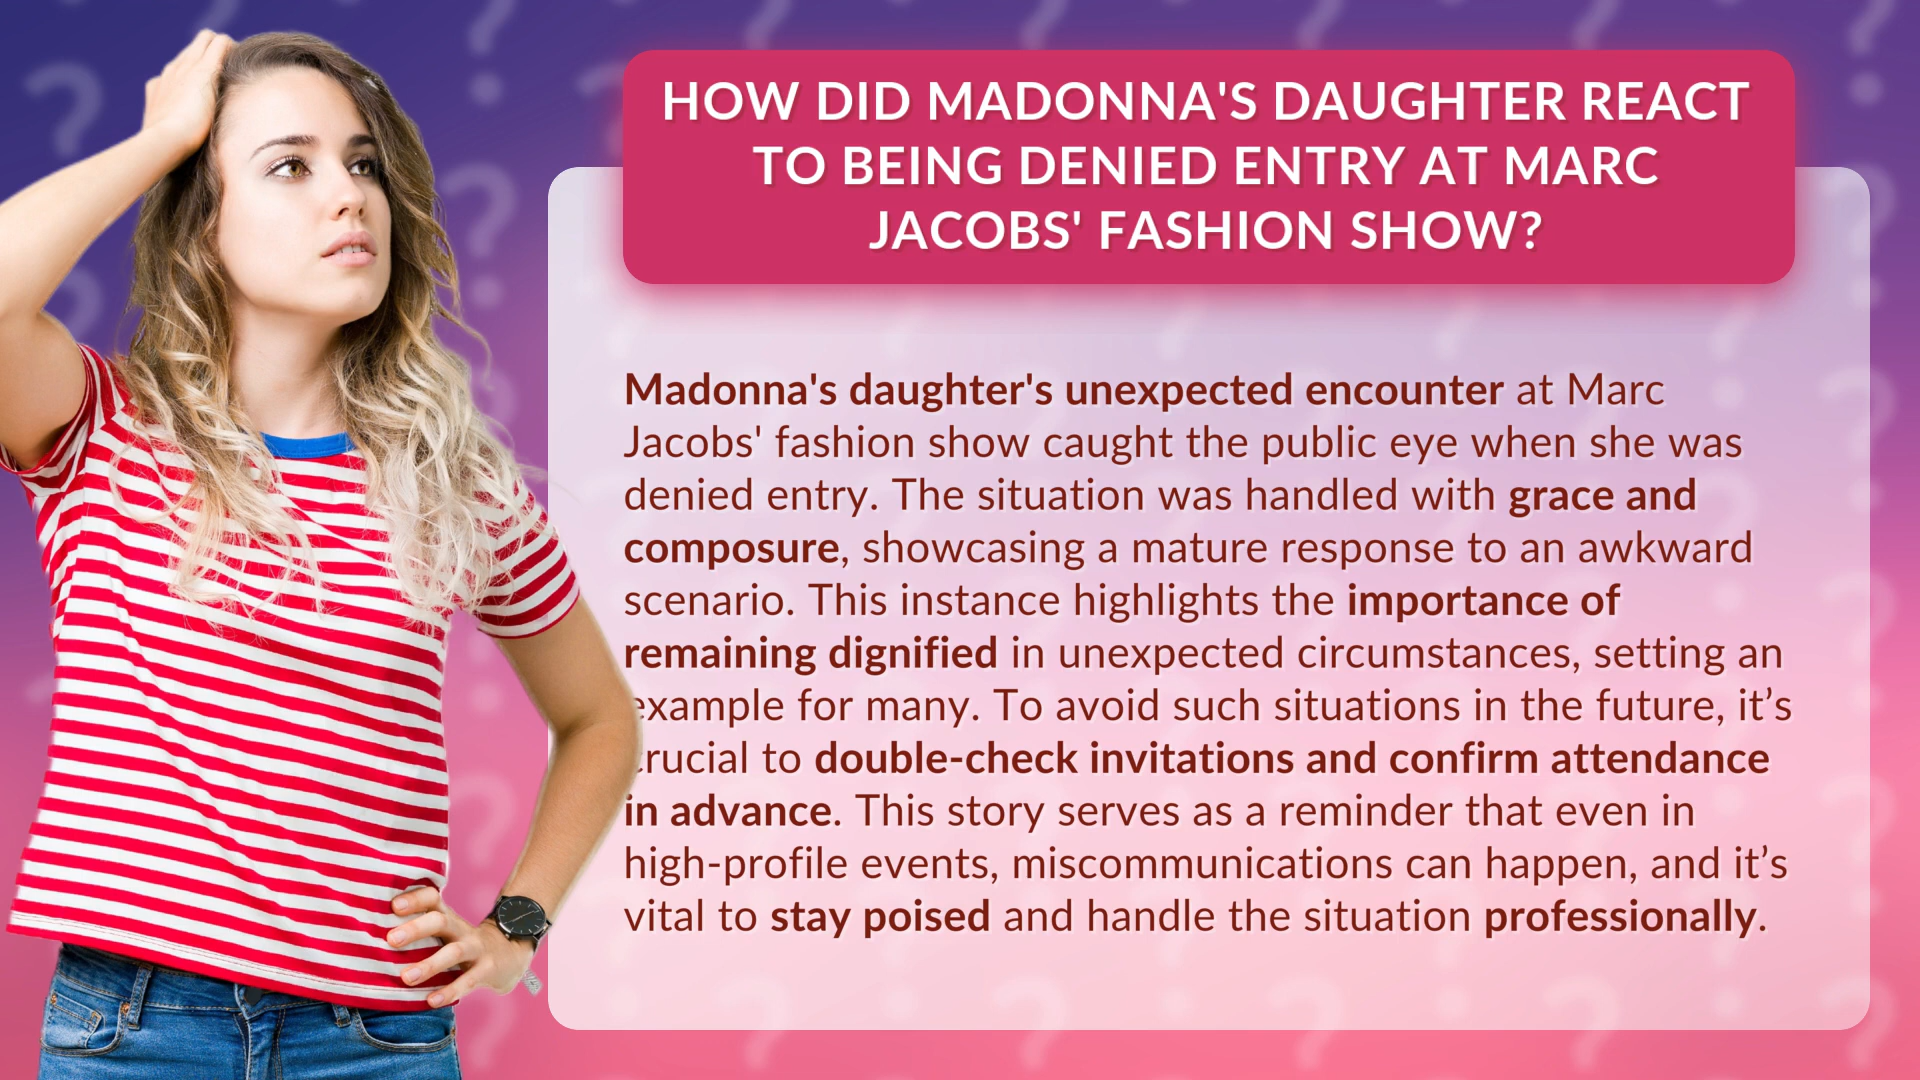 HOW DID MADONNA'S DAUGHTER REACT
TO BEING DENIED ENTRY AT MARC
JACOBS' FASHION SHOW?
Madonna's daughter's unexpected encounter at Marc
Jacobs' fashion show caught the public eye when she was
denied entry. The situation was handled with grace and
composure, showcasing a mature response to an awkward
scenario. This instance highlights the importance of
remaining dignified in unexpected circumstances, setting an
example for many. To avoid such situations in the future, it’s
crucial to double-check invitations and confirm attendance
in advance. This story serves as a reminder that even in
high-profile events, miscommunications can happen, and it’s
vital to stay poised and handle the situation professionally.